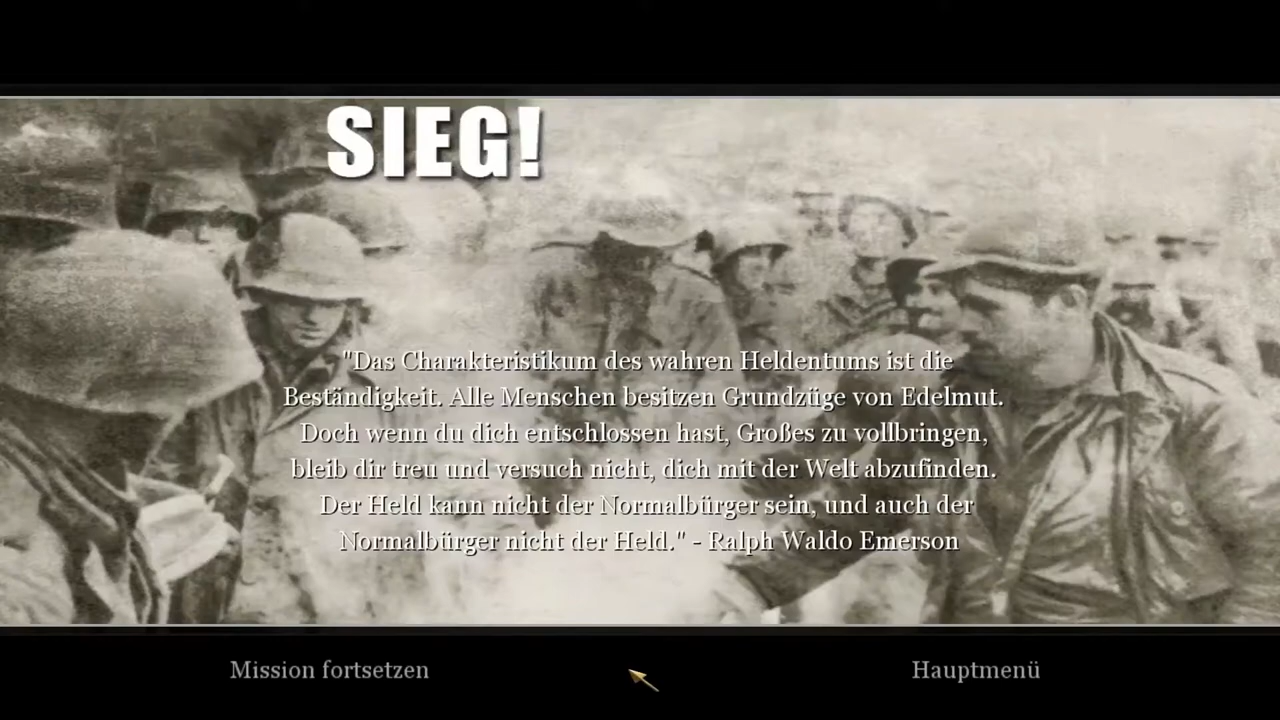 SIEG!
"Das Charakteristikum des wahren Heldentums ist die
Beständigkeit. Alle Menschen besitzen Grundzüge von Edelmut.
Doch wenn du dich entschlossen hast, Großes zu vollbringen,
bleib dir treu und versuch nicht, dich mit der Welt abzufinden.
Der Held kann nicht der Normalbürger sein, und auch der
Normalbürger nicht der Held." - Ralph Waldo Emerson
Mission fortsetzen
Hauptmenü